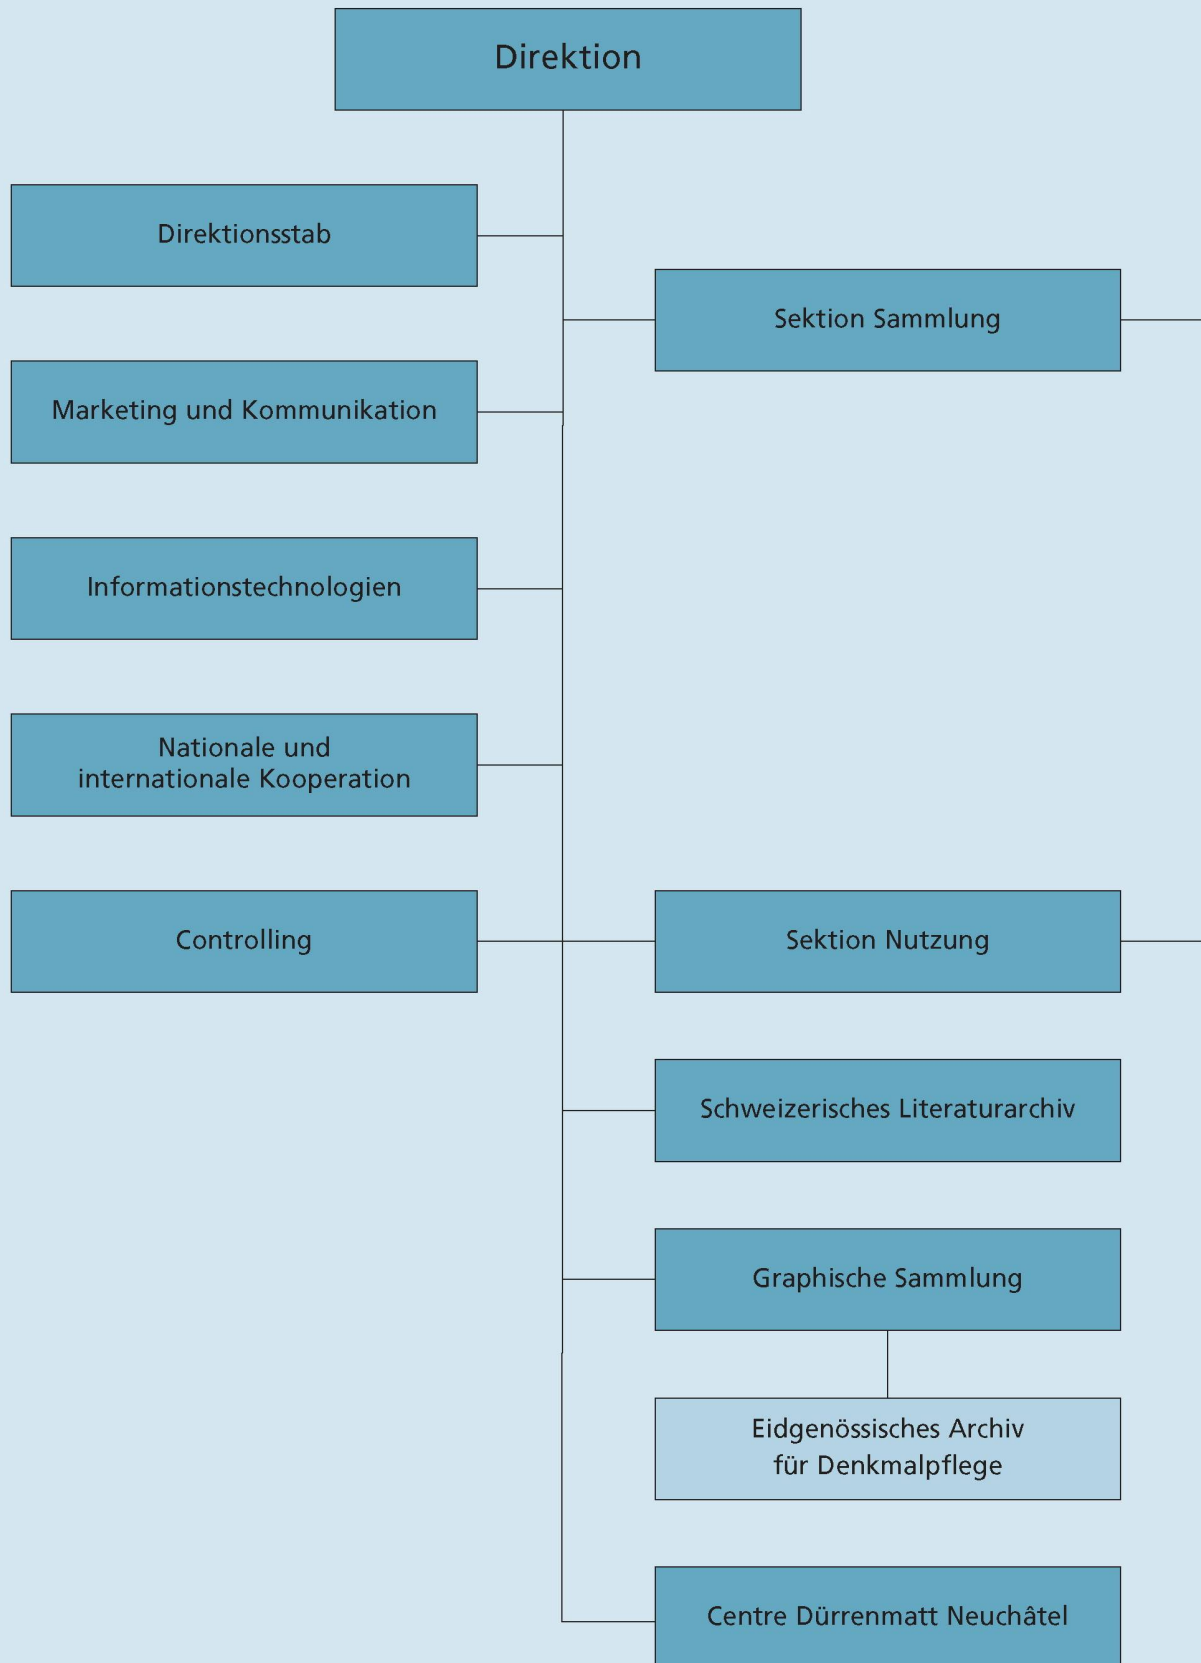 Direktion
Direktionsstab
Sektion Sammlung
Marketing und Kommunikation
Informationstechnologien
Nationale und
internationale Kooperation
Controlling
Sektion Nutzung
Schweizerisches Literaturarchiv
Graphische Sammlung
Eidgenössisches Archiv
für Denkmalpflege
Centre Dürrenmatt Neuchâtel